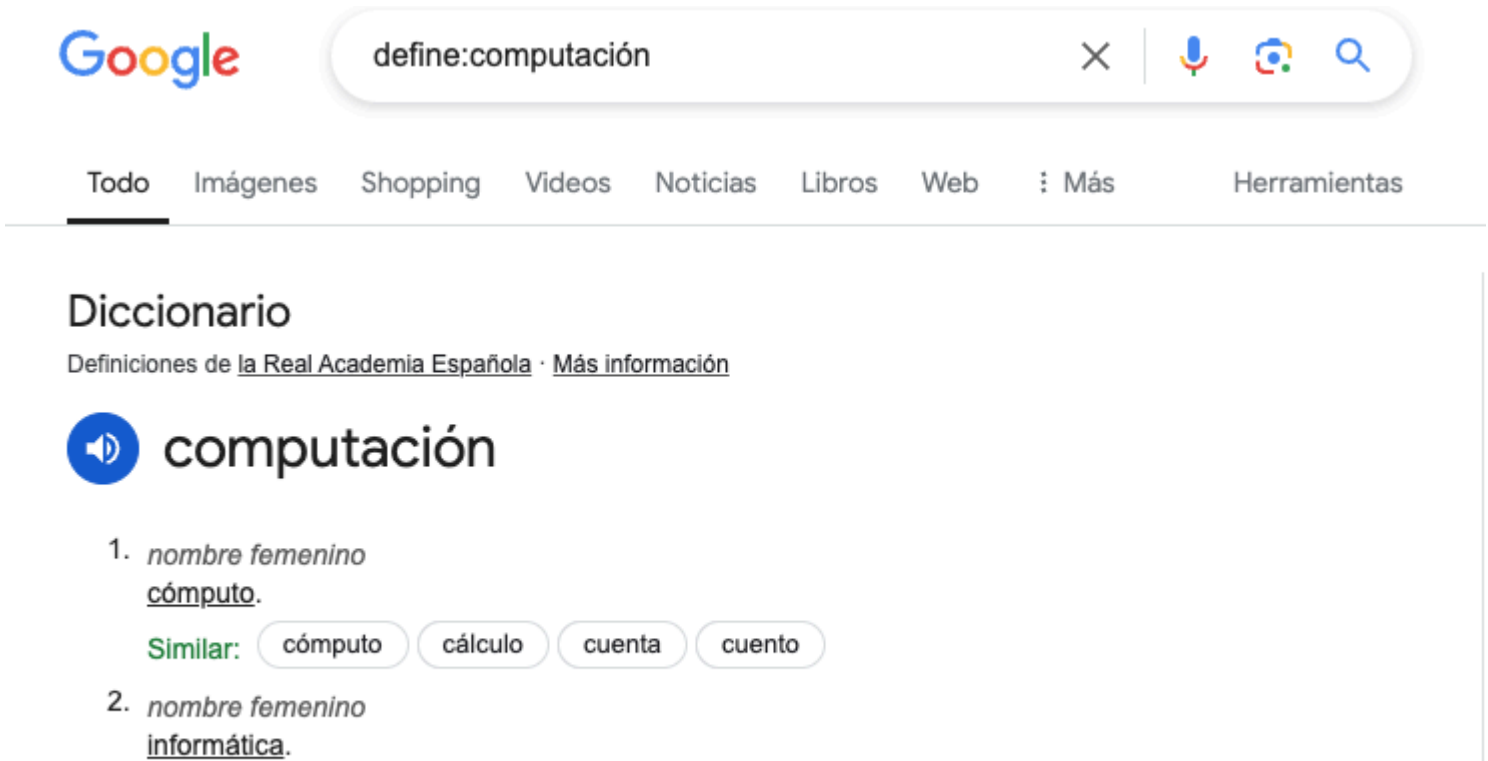 Google define:computación
Todo Imágenes Shopping Videos Noticias Libros Web Más Herramientas
Diccionario
Definiciones de la Real Academia Española · Más información
computación
1. nombre femenino
cómputo.
Similar: cómputo cálculo cuenta cuento
2. nombre femenino
informática.